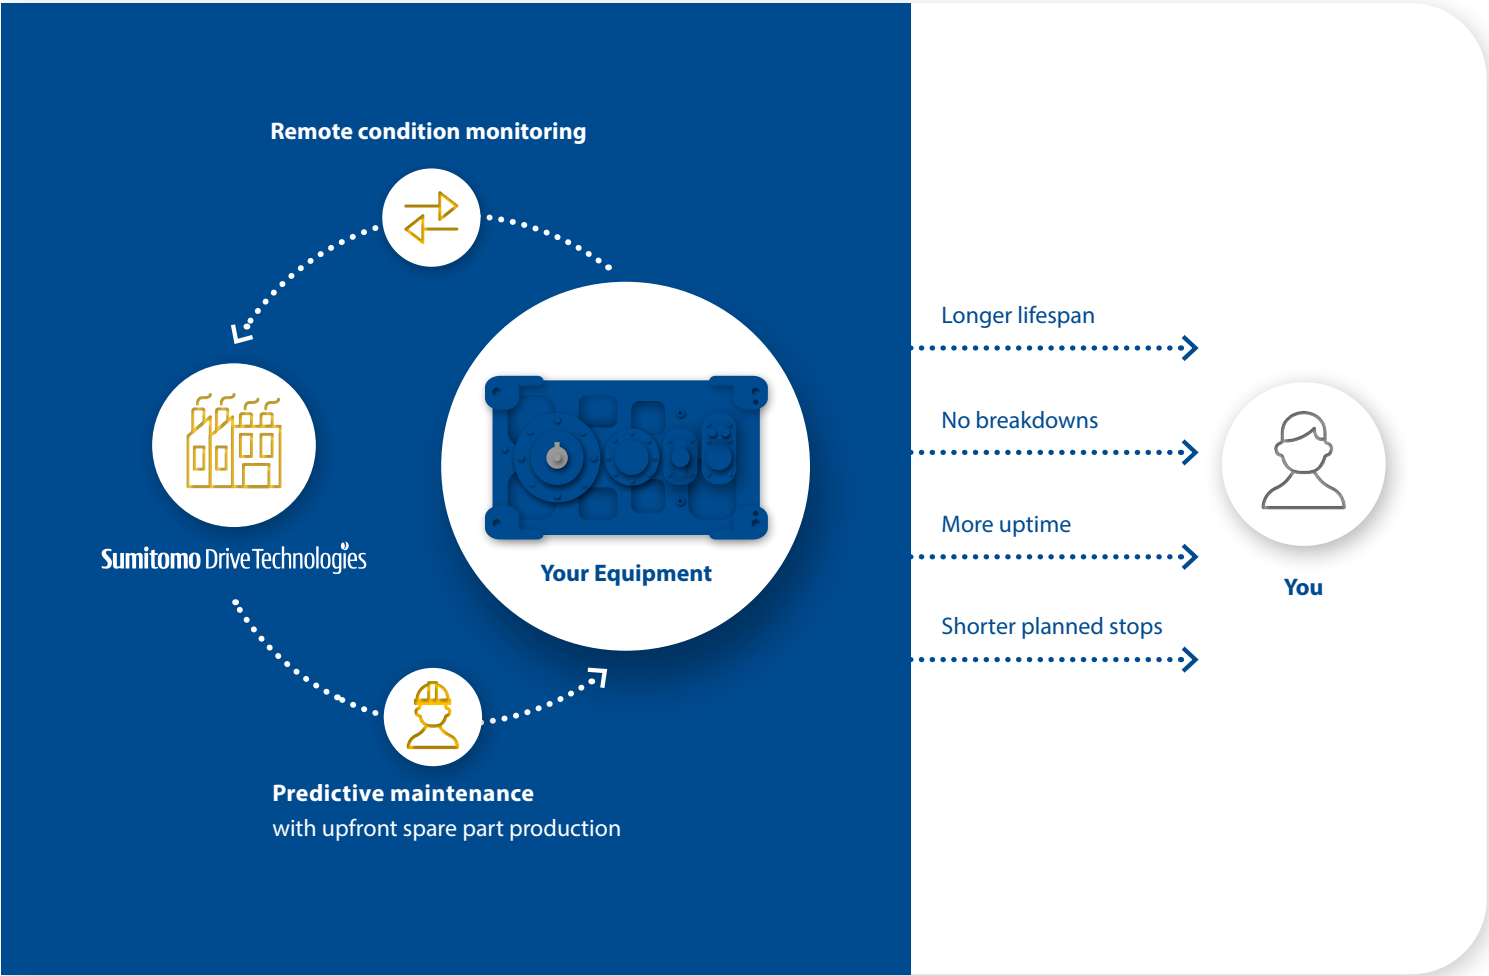 Remote condition monitoring
Sumitomo Drive Technologies
Your Equipment
Predictive maintenance
with upfront spare part production
Longer lifespan
No breakdowns
More uptime
Shorter planned stops
You